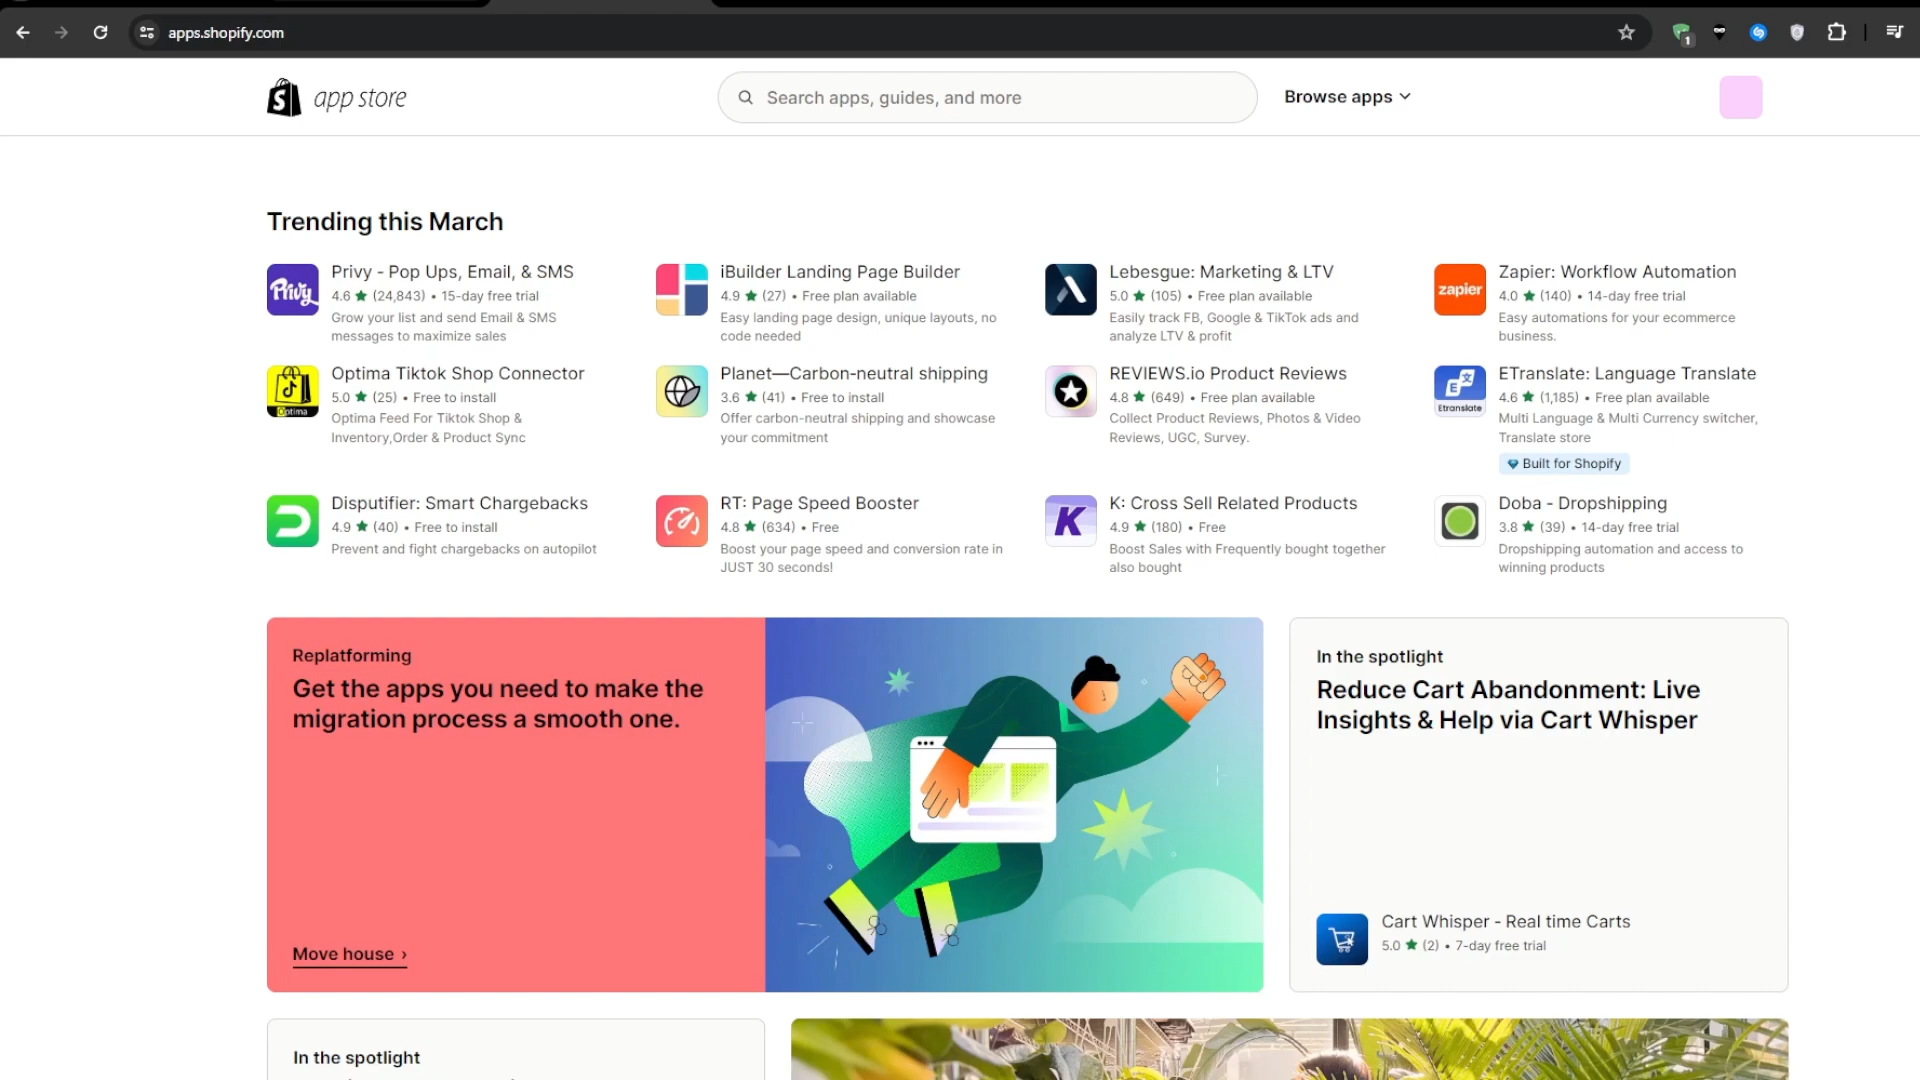 apps.shopify.com
1
app store
Search apps, guides, and more
Browse apps
Trending this March
Privy
Privy - Pop Ups, Email, & SMS
4.6 ★ (24,843) • 15-day free trial
Grow your list and send Email & SMS
messages to maximize sales
iBuilder Landing Page Builder
4.9 ★ (27) • Free plan available
Easy landing page design, unique layouts, no
code needed
Lebesgue: Marketing & LTV
5.0 ★ (105) • Free plan available
Easily track FB, Google & TikTok ads and
analyze LTV & profit
zapier
Zapier: Workflow Automation
4.0 ★ (140) • 14-day free trial
Easy automations for your ecommerce
business.
Optima
Optima Tiktok Shop Connector
5.0 ★ (25) • Free to install
Optima Feed For Tiktok Shop &
Inventory,Order & Product Sync
Planet—Carbon-neutral shipping
3.6 ★ (41) • Free to install
Offer carbon-neutral shipping and showcase
your commitment
REVIEWS.io Product Reviews
4.8 ★ (649) • Free plan available
Collect Product Reviews, Photos & Video
Reviews, UGC, Survey.
E
Etranslate
ETranslate: Language Translate
4.6 ★ (1,185) • Free plan available
Multi Language & Multi Currency switcher,
Translate store
Built for Shopify
Disputifier: Smart Chargebacks
4.9 ★ (40) • Free to install
Prevent and fight chargebacks on autopilot
RT: Page Speed Booster
4.8 ★ (634) • Free
Boost your page speed and conversion rate in
JUST 30 seconds!
K
K: Cross Sell Related Products
4.9 ★ (180) • Free
Boost Sales with Frequently bought together
also bought
Doba - Dropshipping
3.8 ★ (39) • 14-day free trial
Dropshipping automation and access to
winning products
Replatforming
Get the apps you need to make the
migration process a smooth one.
Move house ›
In the spotlight
Reduce Cart Abandonment: Live
Insights & Help via Cart Whisper
Cart Whisper - Real time Carts
5.0 ★ (2) • 7-day free trial
In the spotlight